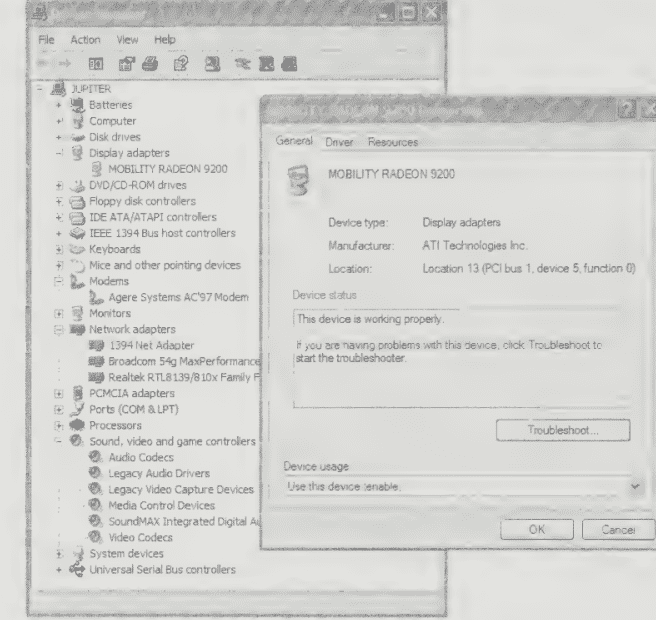 File Action View Help
JUPITER
Batteries
Computer
Disk drives
Display adapters
MOBILITY RADEON 9200
DVD/CD-ROM drives
Floppy disk controllers
IDE ATA/ATAPI controllers
IEEE 1394 Bus host controllers
Keyboards
Mice and other pointing devices
Modems
Agere Systems AC'97 Modem
Monitors
Network adapters
1394 Net Adapter
Broadcom 54g MaxPerformance
Realtek RTL8139/810x Family F
PCMCIA adapters
Ports (COM & LPT)
Processors
Sound, video and game controllers
Audio Codecs
Legacy Audio Drivers
Legacy Video Capture Devices
Media Control Devices
SoundMAX Integrated Digital Au
Video Codecs
System devices
Universal Serial Bus controllers
General Driver Resources
MOBILITY RADEON 9200
Device type: Display adapters
Manufacturer: ATI Technologies Inc.
Location: Location 13 (PCI bus 1, device 5, function 0)
Device status
This device is working properly.
If you are having problems with this device, click Troubleshoot to
start the troubleshooter.
Troubleshoot...
Device usage
Use this device (enable)
OK Cancel